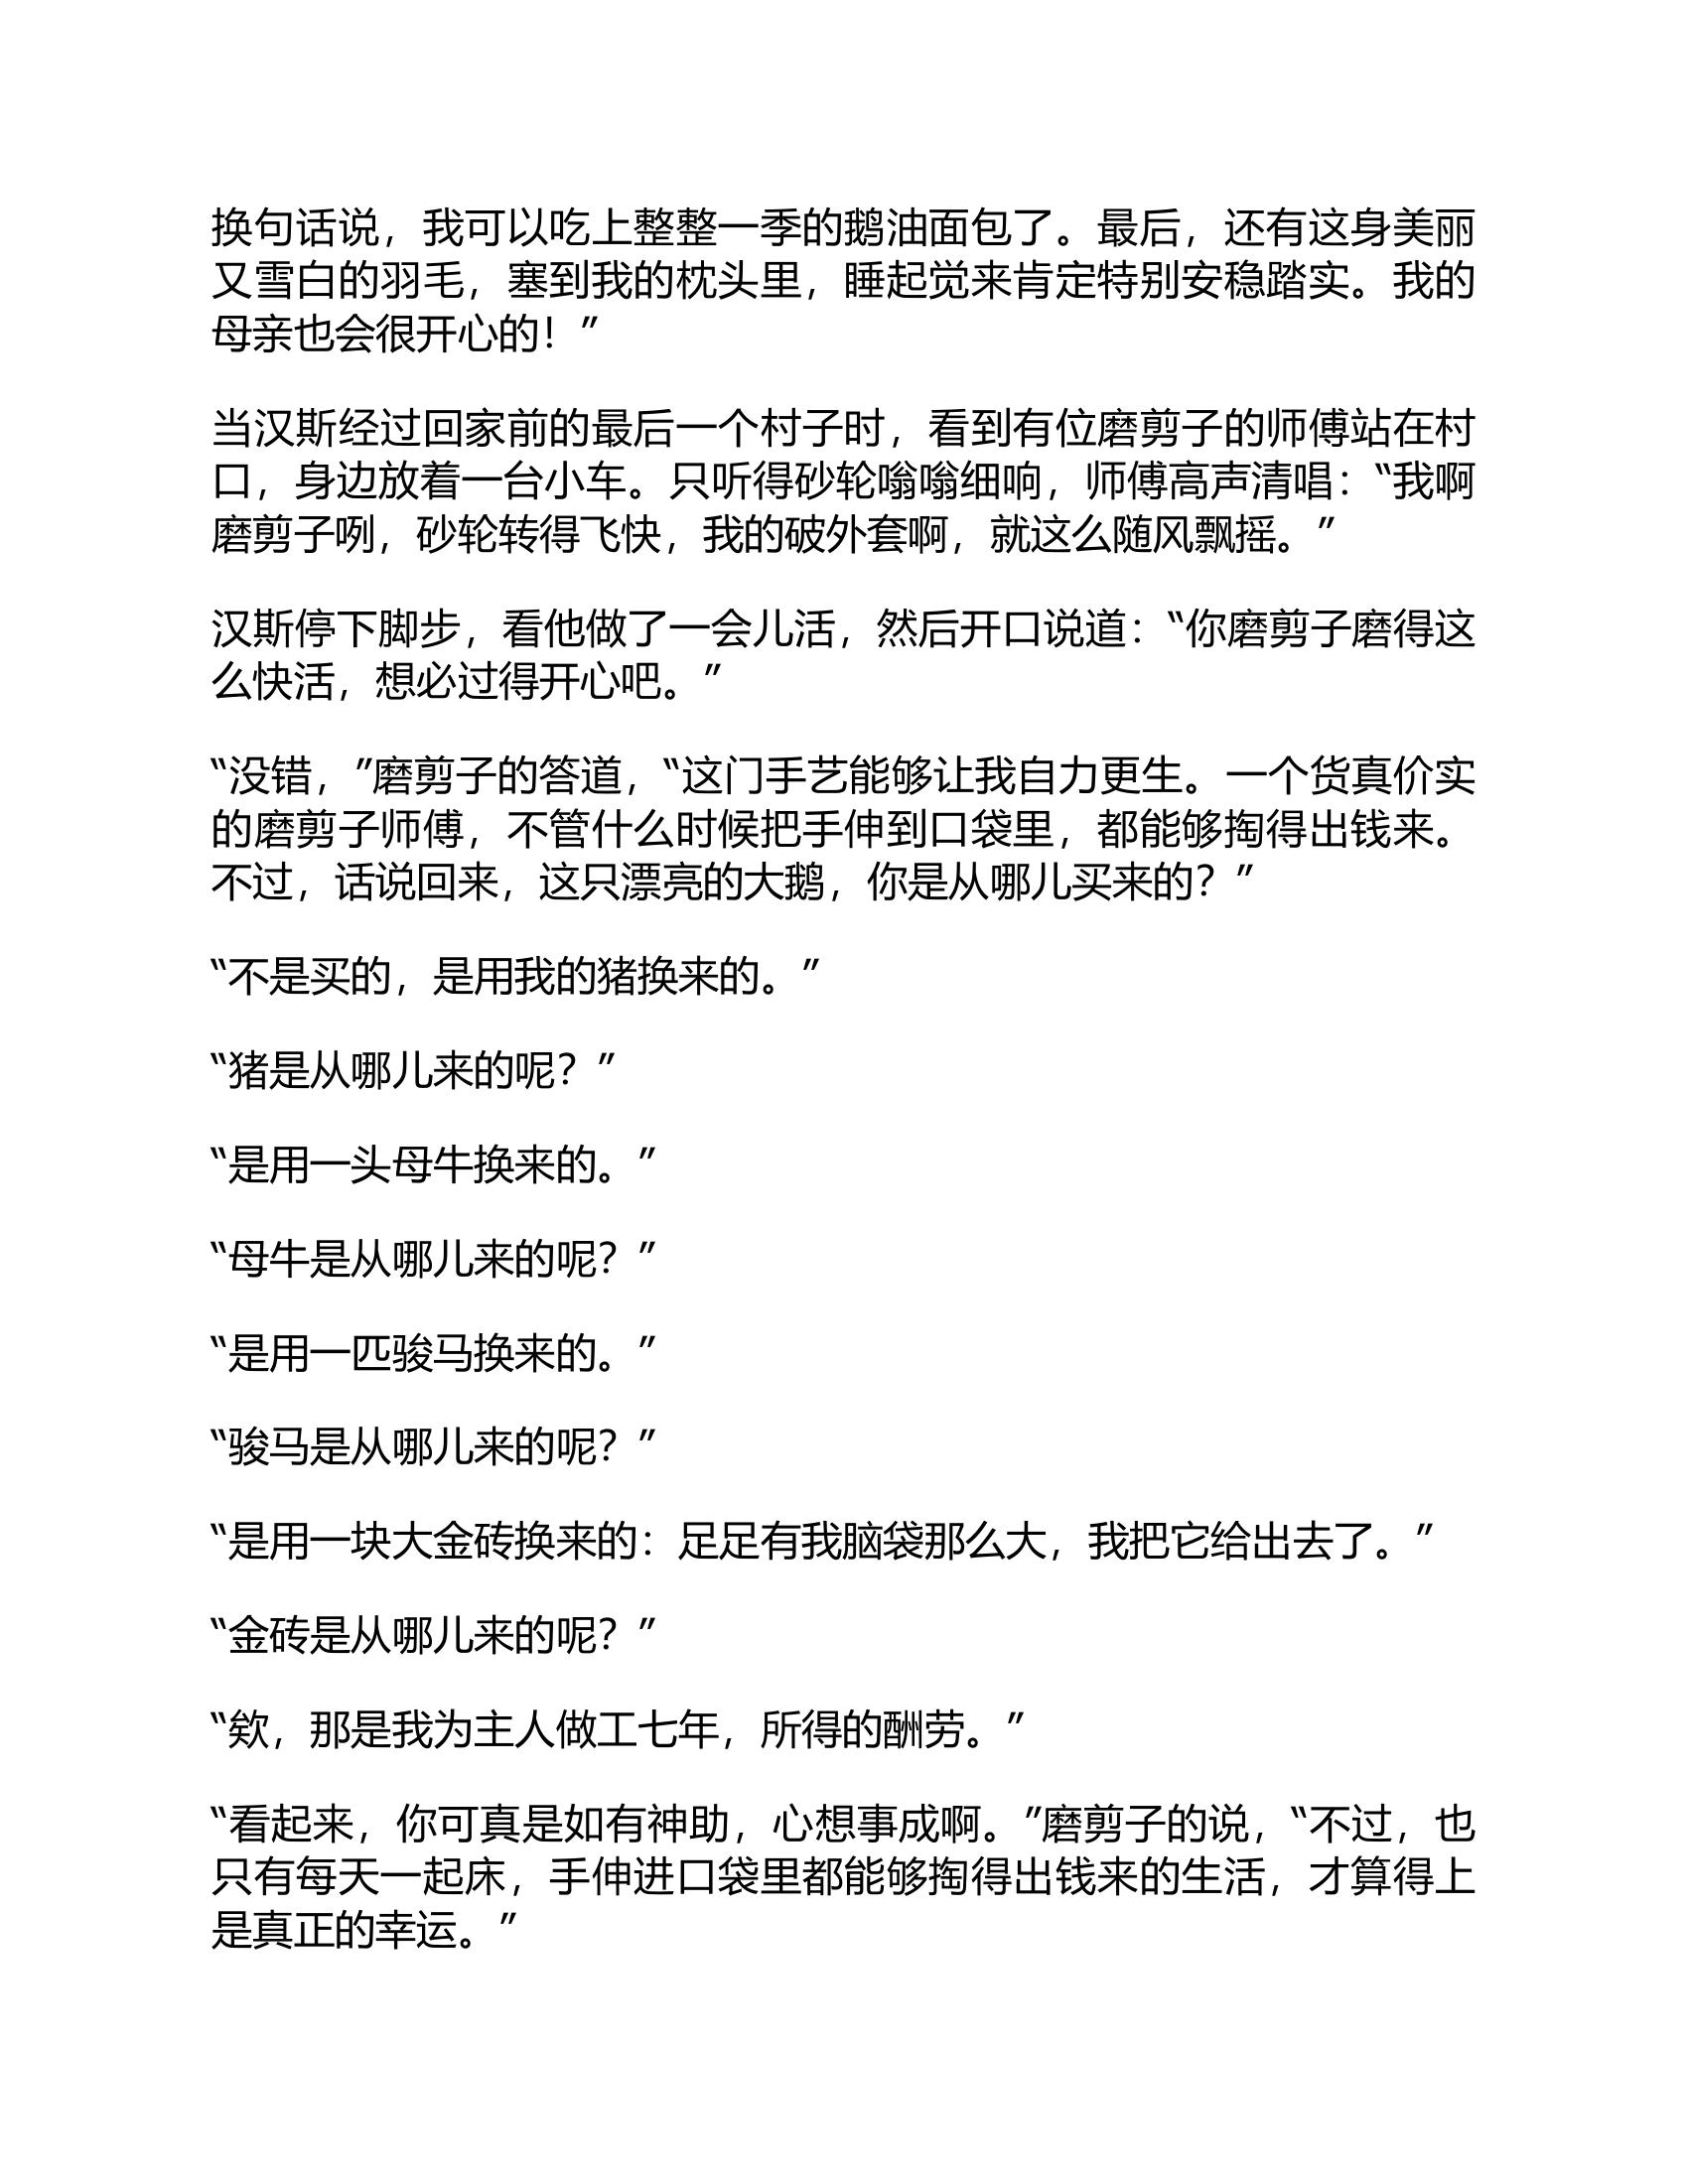 换句话说，我可以吃上整整一季的鹅油面包了。最后，还有这身美丽
又雪白的羽毛，塞到我的枕头里，睡起觉来肯定特别安稳踏实。我的
母亲也会很开心的！”
当汉斯经过回家前的最后一个村子时，看到有位磨剪子的师傅站在村
口，身边放着一台小车。只听得砂轮嗡嗡细响，师傅高声清唱：“我啊
磨剪子咧，砂轮转得飞快，我的破外套啊，就这么随风飘摇。”
汉斯停下脚步，看他做了一会儿活，然后开口说道：“你磨剪子磨得这
么快活，想必过得开心吧。”
“没错，”磨剪子的答道，“这门手艺能够让我自力更生。一个货真价实
的磨剪子师傅，不管什么时候把手伸到口袋里，都能够掏得出钱来。
不过，话说回来，这只漂亮的大鹅，你是从哪儿买来的？”
“不是买的，是用我的猪换来的。”
“猪是从哪儿来的呢？”
“是用一头母牛换来的。”
“母牛是从哪儿来的呢？”
“是用一匹骏马换来的。”
“骏马是从哪儿来的呢？”
“是用一块大金砖换来的：足足有我脑袋那么大，我把它给出去了。”
“金砖是从哪儿来的呢？”
“欸，那是我为主人做工七年，所得的酬劳。”
“看起来，你可真是如有神助，心想事成啊。”磨剪子的说，“不过，也
只有每天一起床，手伸进口袋里都能够掏得出钱来的生活，才算得上
是真正的幸运。”